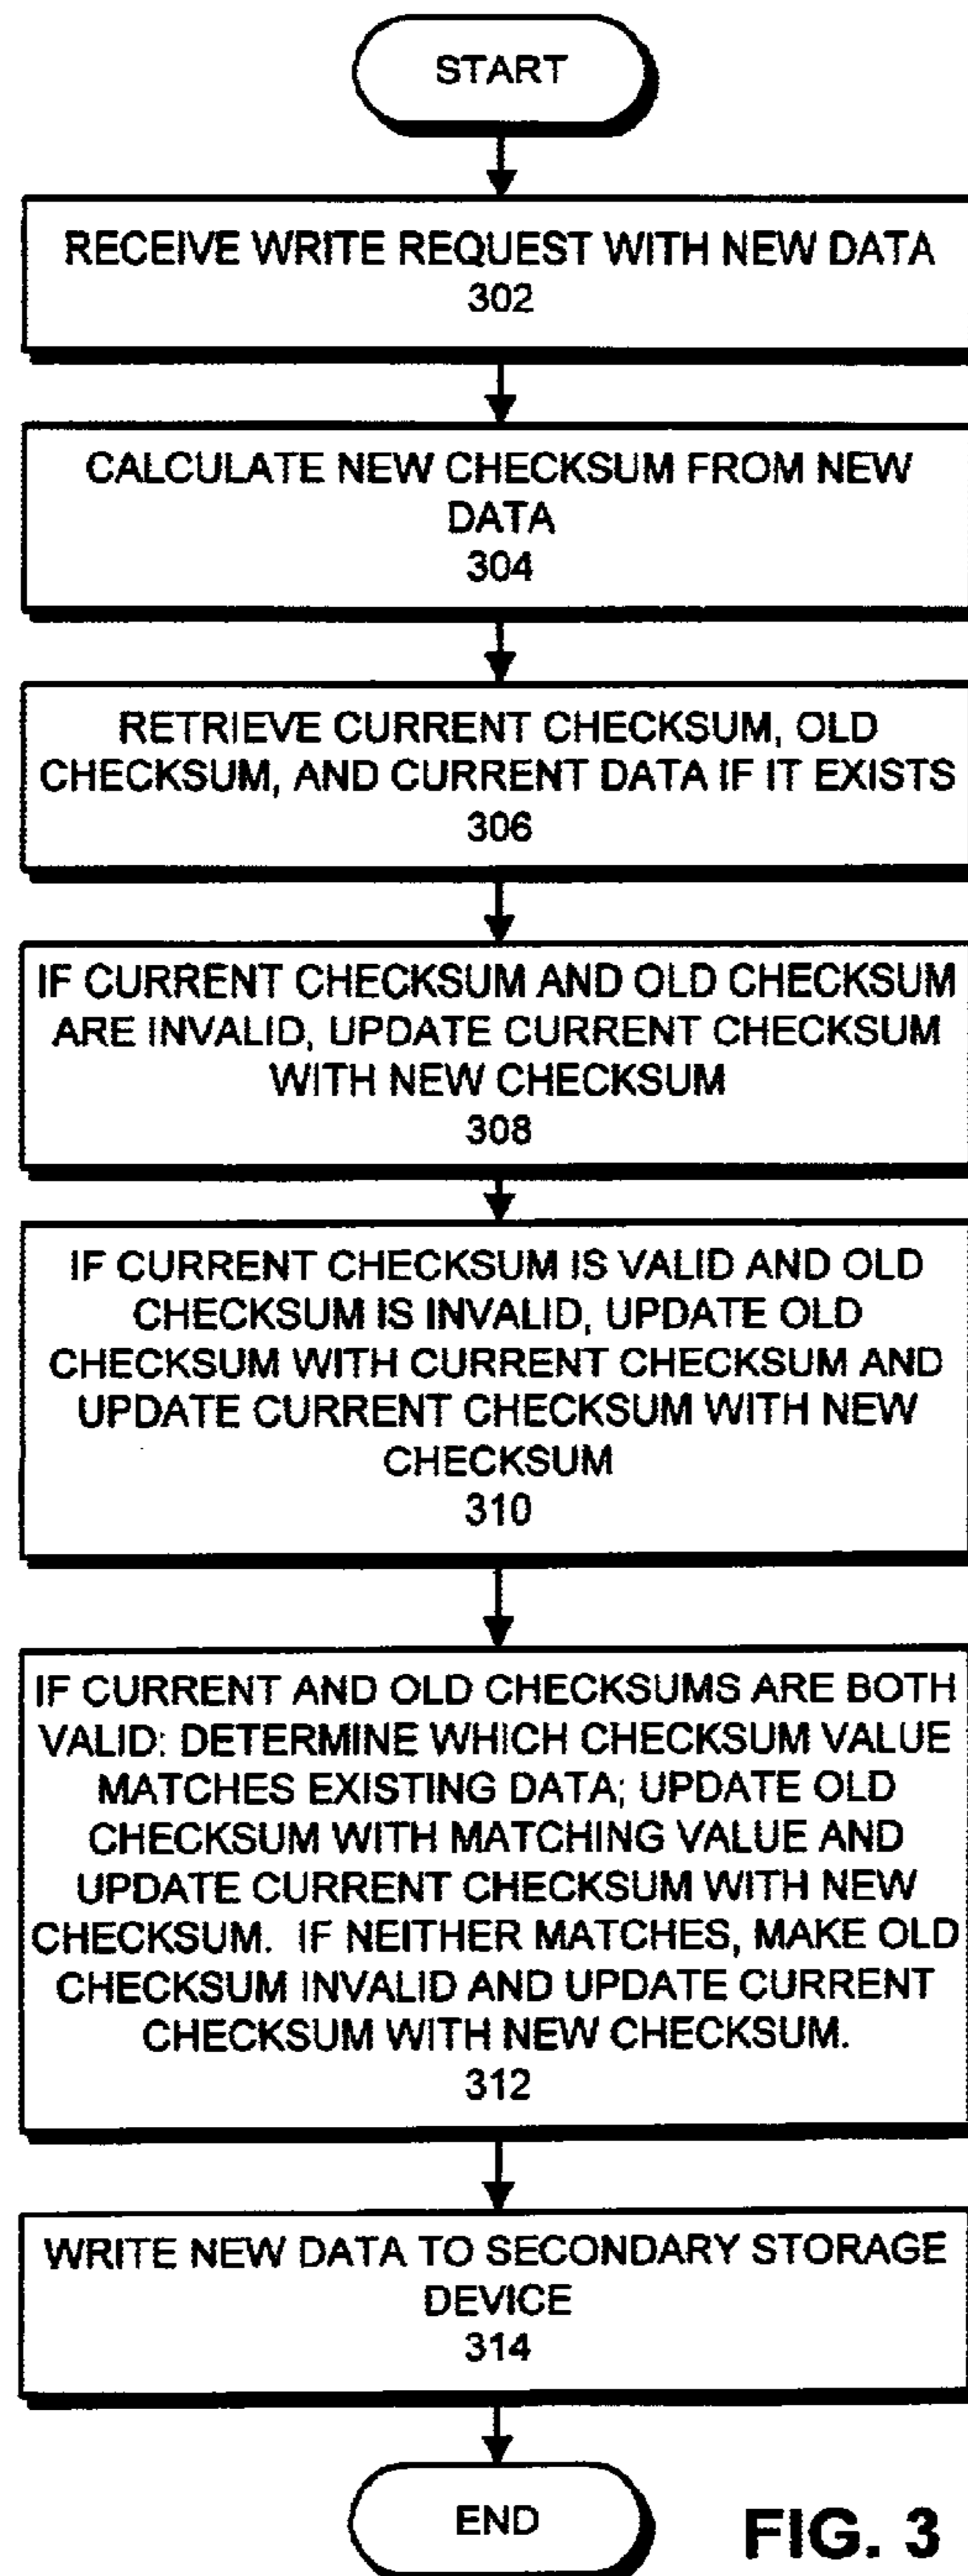 START
RECEIVE WRITE REQUEST WITH NEW DATA
302
CALCULATE NEW CHECKSUM FROM NEW
DATA
304
RETRIEVE CURRENT CHECKSUM, OLD
CHECKSUM, AND CURRENT DATA IF IT EXISTS
306
IF CURRENT CHECKSUM AND OLD CHECKSUM
ARE INVALID, UPDATE CURRENT CHECKSUM
WITH NEW CHECKSUM
308
IF CURRENT CHECKSUM IS VALID AND OLD
CHECKSUM IS INVALID, UPDATE OLD
CHECKSUM WITH CURRENT CHECKSUM AND
UPDATE CURRENT CHECKSUM WITH NEW
CHECKSUM
310
IF CURRENT AND OLD CHECKSUMS ARE BOTH
VALID: DETERMINE WHICH CHECKSUM VALUE
MATCHES EXISTING DATA; UPDATE OLD
CHECKSUM WITH MATCHING VALUE AND
UPDATE CURRENT CHECKSUM WITH NEW
CHECKSUM. IF NEITHER MATCHES, MAKE OLD
CHECKSUM INVALID AND UPDATE CURRENT
CHECKSUM WITH NEW CHECKSUM.
312
WRITE NEW DATA TO SECONDARY STORAGE
DEVICE
314
END
FIG. 3